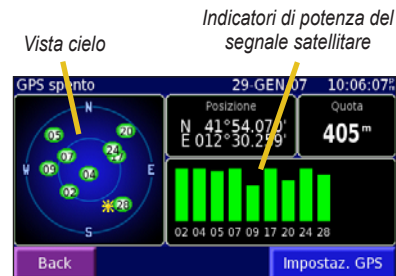 Indicatori di potenza del
segnale satellitare
Vista cielo
GPS spento 29-GEN-07 10:06:07
N
05 20
07 24 17
W 09 04 E
02
28
S
Posizione
N 41°54.070'
E 012°30.259'
Quota
405m
02 04 05 07 09 17 20 24 28
Back Impostaz. GPS